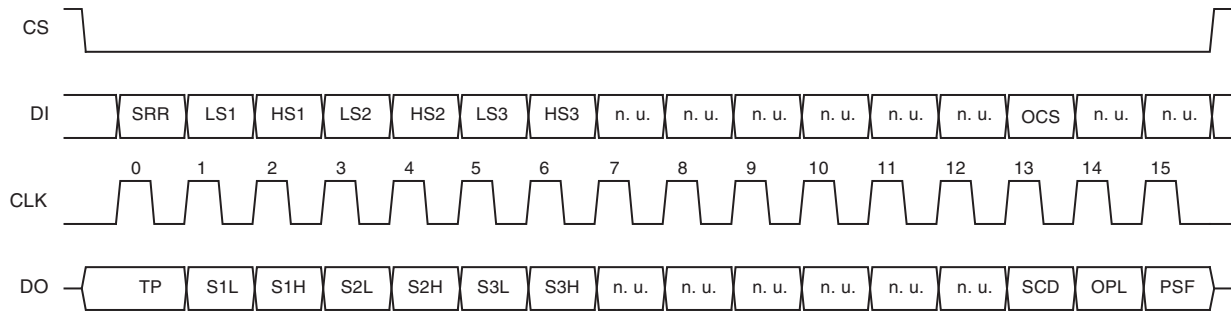 CS
DI SRR LS1 HS1 LS2 HS2 LS3 HS3 n. u. n. u. n. u. n. u. n. u. n. u. OCS n. u. n. u.
0 1 2 3 4 5 6 7 8 9 10 11 12 13 14 15
CLK
DO TP S1L S1H S2L S2H S3L S3H n. u. n. u. n. u. n. u. n. u. n. u. SCD OPL PSF